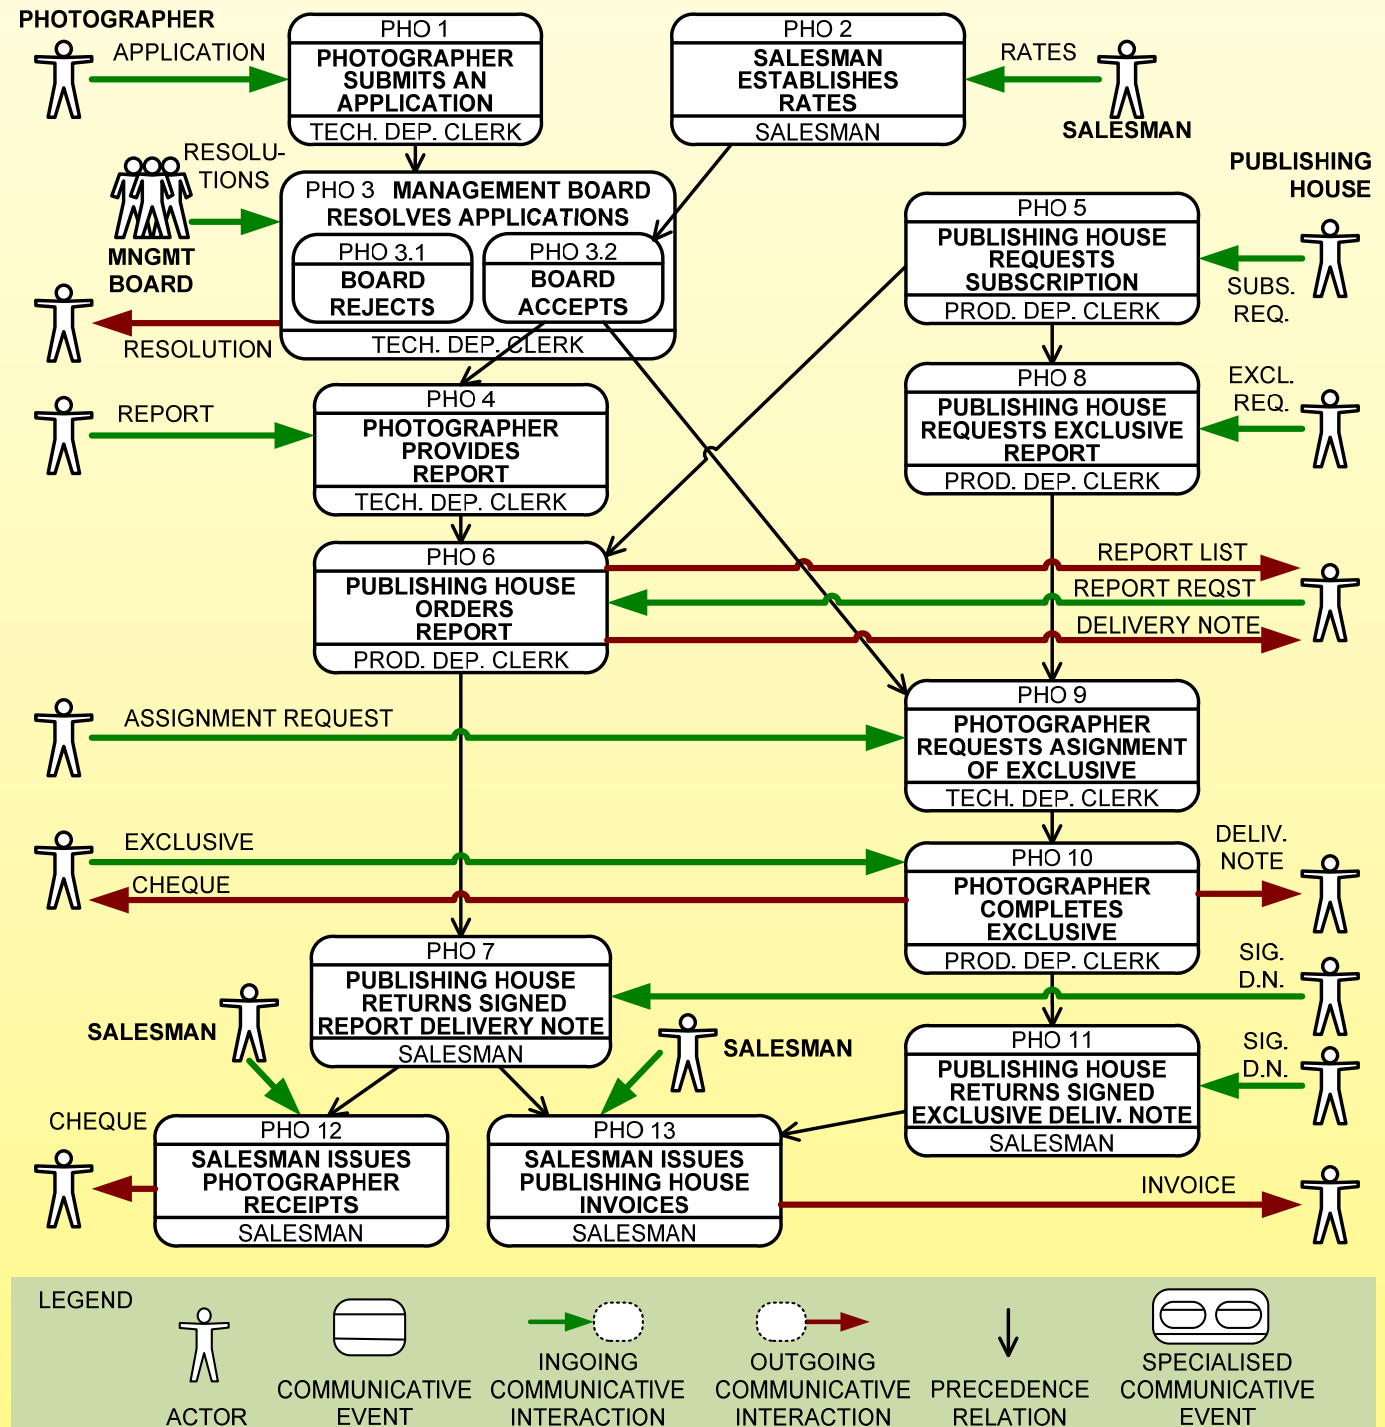 PHOTOGRAPHER
APPLICATION
PHO 1
PHOTOGRAPHER
SUBMITS AN
APPLICATION
TECH. DEP. CLERK
PHO 2
SALESMAN
ESTABLISHES
RATES
SALESMAN
RATES
SALESMAN
RESOLU-
TIONS
MNGMT
BOARD
PHO 3 MANAGEMENT BOARD
RESOLVES APPLICATIONS
PHO 3.1
BOARD
REJECTS
PHO 3.2
BOARD
ACCEPTS
TECH. DEP. CLERK
RESOLUTION
PUBLISHING
HOUSE
PHO 5
PUBLISHING HOUSE
REQUESTS
SUBSCRIPTION
PROD. DEP. CLERK
SUBS.
REQ.
REPORT
PHO 4
PHOTOGRAPHER
PROVIDES
REPORT
TECH. DEP. CLERK
PHO 8
PUBLISHING HOUSE
REQUESTS EXCLUSIVE
REPORT
PROD. DEP. CLERK
EXCL.
REQ.
PHO 6
PUBLISHING HOUSE
ORDERS
REPORT
PROD. DEP. CLERK
REPORT LIST
REPORT REQST
DELIVERY NOTE
ASSIGNMENT REQUEST
PHO 9
PHOTOGRAPHER
REQUESTS ASIGNMENT
OF EXCLUSIVE
TECH. DEP. CLERK
EXCLUSIVE
CHEQUE
PHO 10
PHOTOGRAPHER
COMPLETES
EXCLUSIVE
PROD. DEP. CLERK
DELIV.
NOTE
PHO 7
PUBLISHING HOUSE
RETURNS SIGNED
REPORT DELIVERY NOTE
SALESMAN
SIG.
D.N.
SALESMAN
SALESMAN
PHO 11
PUBLISHING HOUSE
RETURNS SIGNED
EXCLUSIVE DELIV. NOTE
SALESMAN
SIG.
D.N.
CHEQUE
PHO 12
SALESMAN ISSUES
PHOTOGRAPHER
RECEIPTS
SALESMAN
PHO 13
SALESMAN ISSUES
PUBLISHING HOUSE
INVOICES
SALESMAN
INVOICE
LEGEND
ACTOR
COMMUNICATIVE
EVENT
INGOING
COMMUNICATIVE
INTERACTION
OUTGOING
COMMUNICATIVE
INTERACTION
PRECEDENCE
RELATION
SPECIALISED
COMMUNICATIVE
EVENT